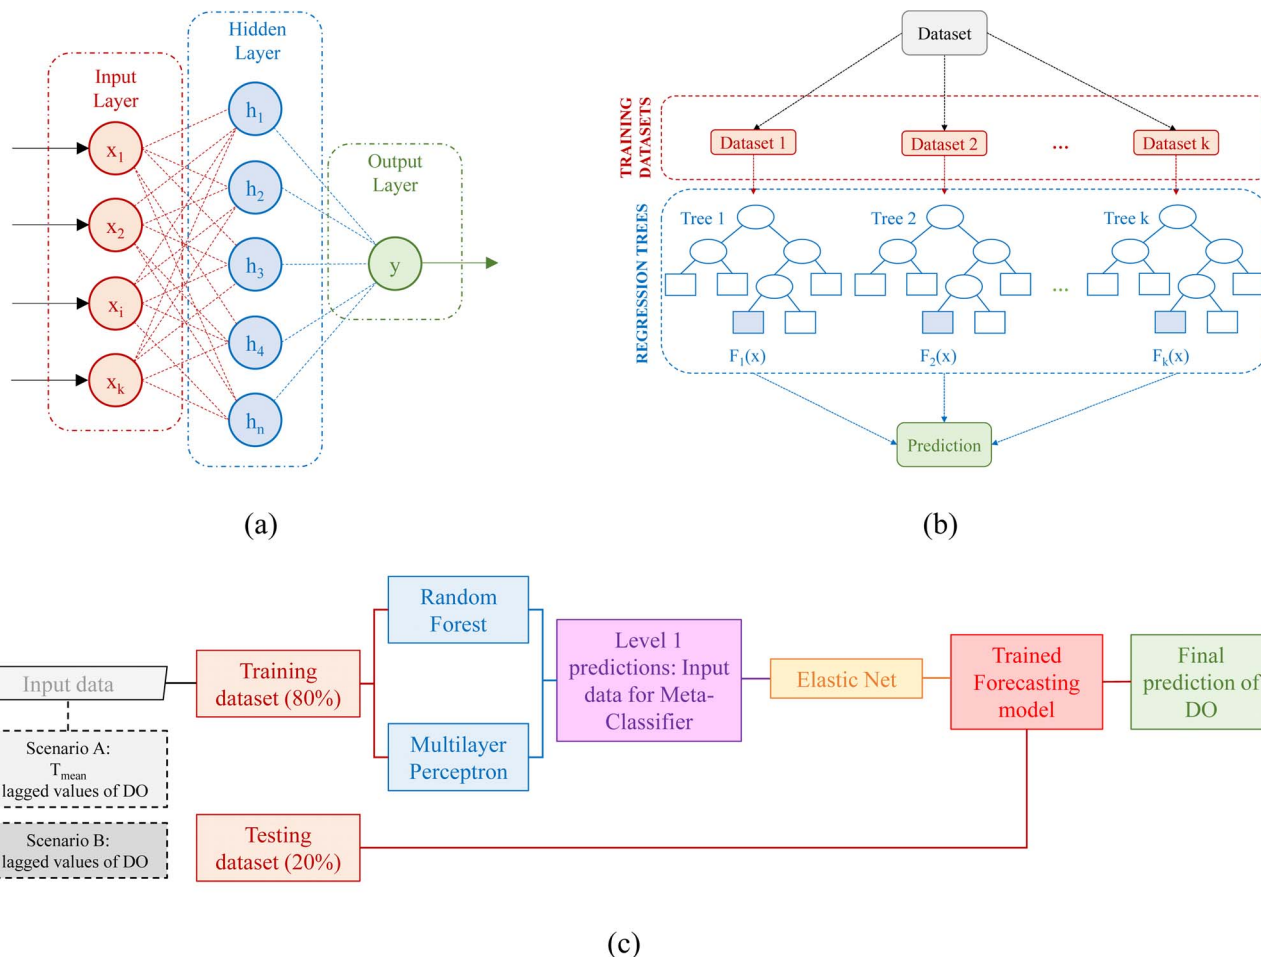 Hidden
Layer
Input
Layer
Output
Layer
x1
x2
xi
xk
h1
h2
h3
h4
hn
y
(a)
Dataset
TRAINING
DATASETS
Dataset 1
Dataset 2
...
Dataset k
REGRESSION TREES
Tree 1
Tree 2
Tree k
...
F1(x)
F2(x)
Fk(x)
Prediction
(b)
Input data
Scenario A:
Tmean
lagged values of DO
Scenario B:
lagged values of DO
Training
dataset (80%)
Testing
dataset (20%)
Random
Forest
Multilayer
Perceptron
Level 1
predictions: Input
data for Meta-
Classifier
Elastic Net
Trained
Forecasting
model
Final
prediction of
DO
(c)